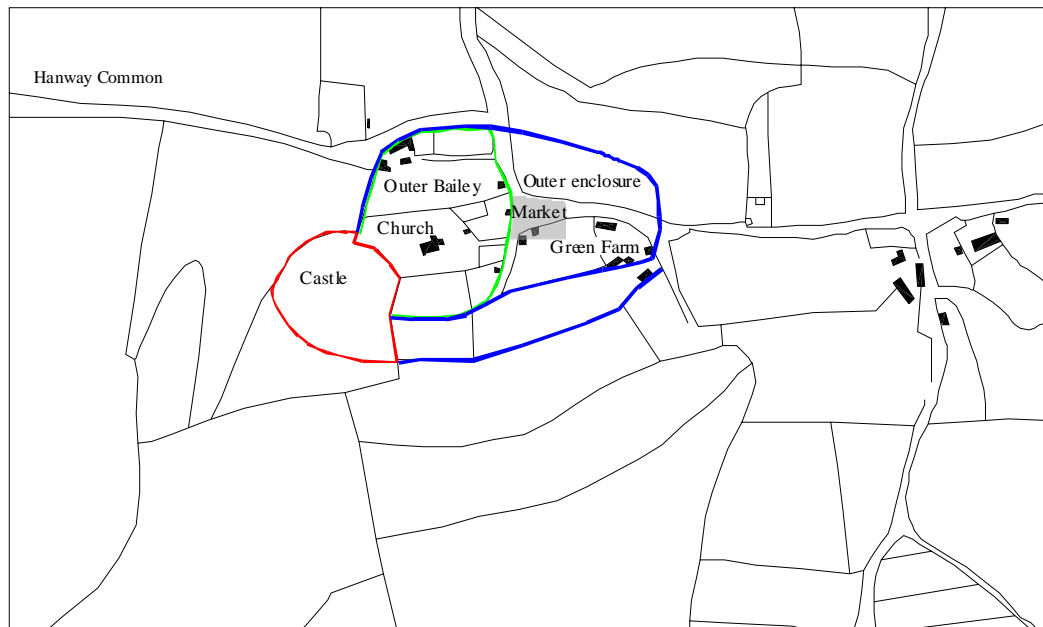 Hanway Common
Outer Bailey
Outer enclosure
Market
Church
Green Farm
Castle